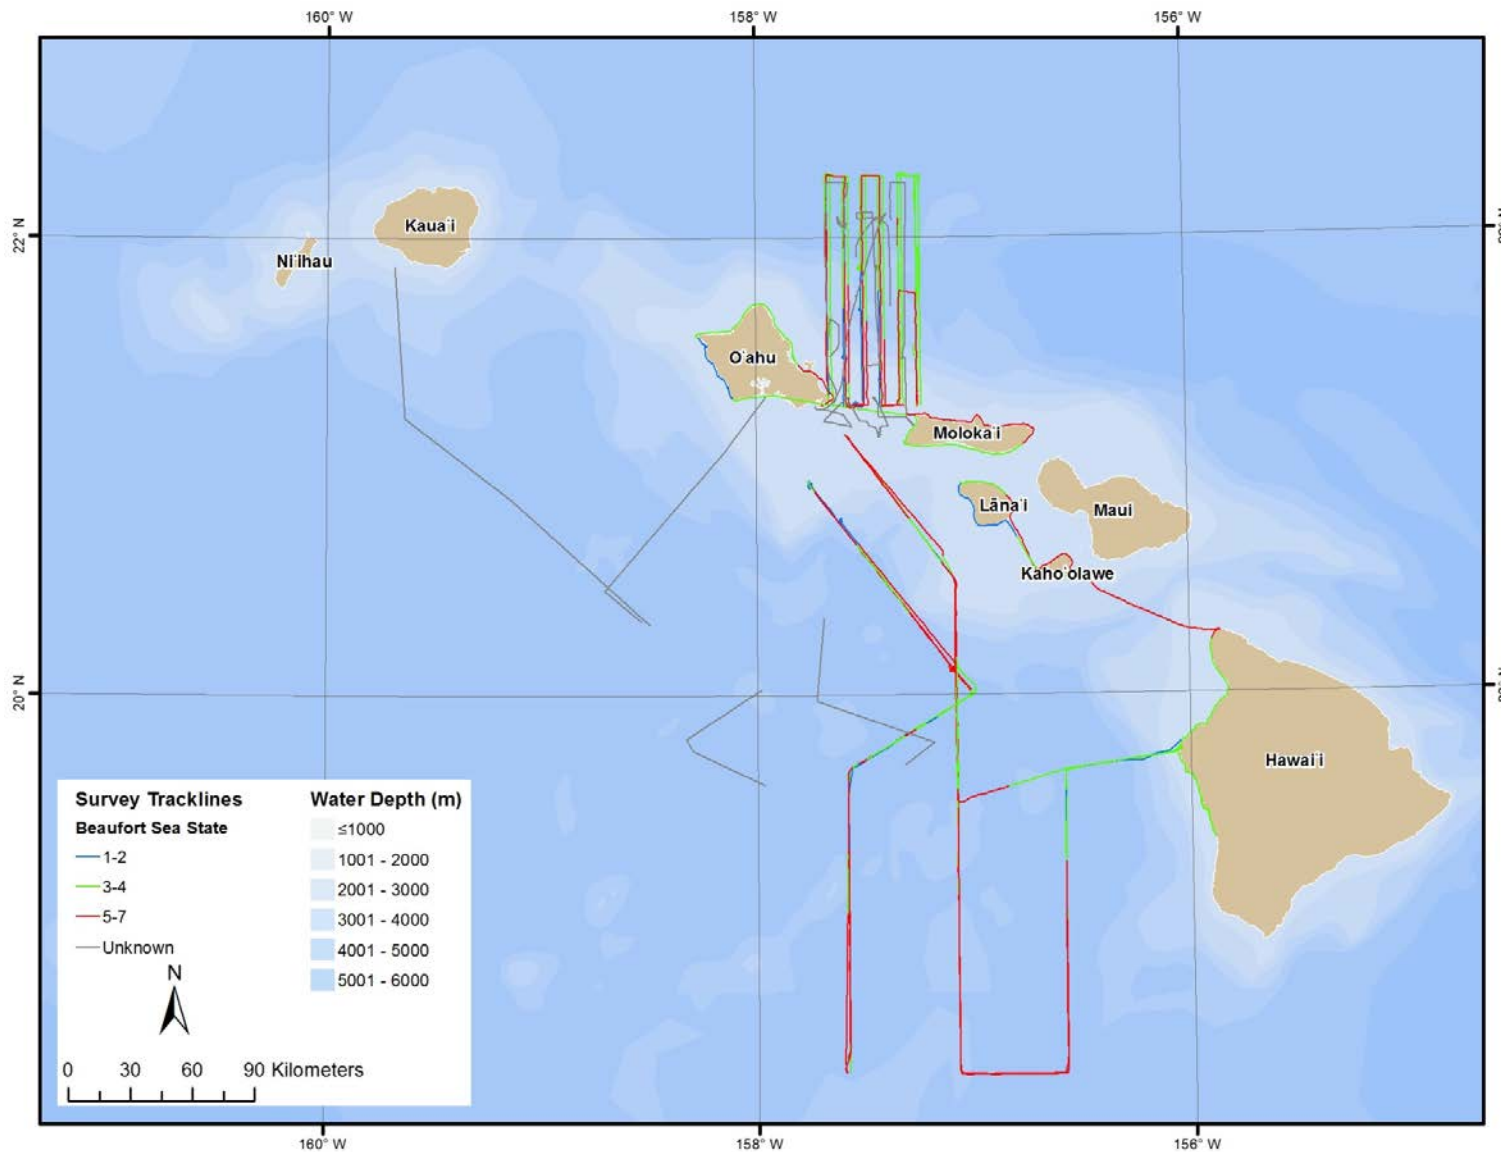 160° W
158° W
156° W
22° N
Kaua'i
Ni'ihau
O'ahu
Moloka'i
Lāna'i
Maui
Kaho'olawe
20° N
Hawai'i
Survey Tracklines
Beaufort Sea State
1-2
3-4
5-7
Unknown
N
0 30 60 90 Kilometers
Water Depth (m)
≤1000
1001 - 2000
2001 - 3000
3001 - 4000
4001 - 5000
5001 - 6000
160° W
158° W
156° W